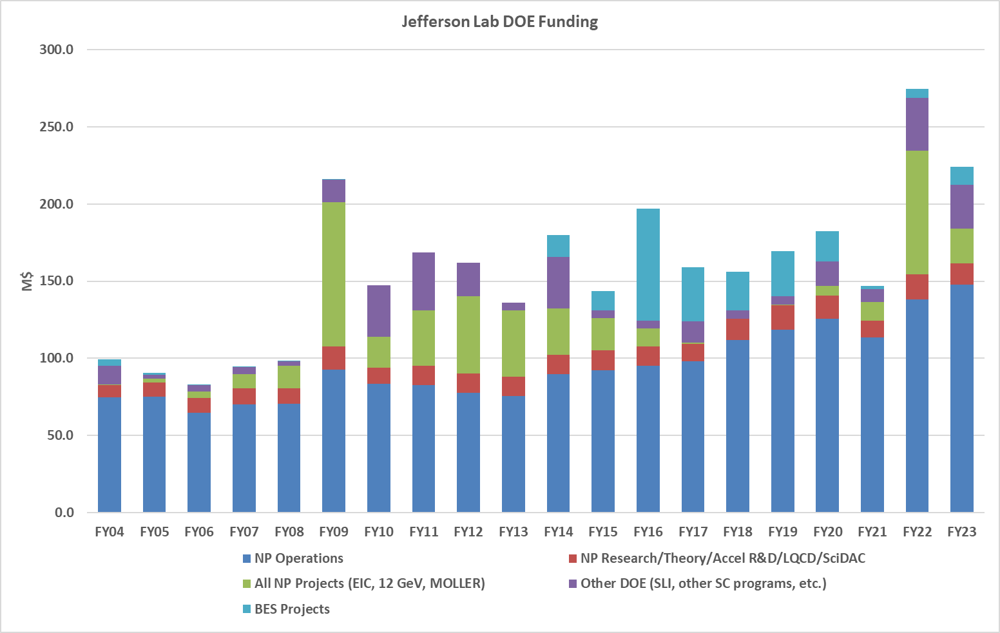 Jefferson Lab DOE Funding
300.0
250.0
200.0
150.0
100.0
50.0
0.0
M$
FY04 FY05 FY06 FY07 FY08 FY09 FY10 FY11 FY12 FY13 FY14 FY15 FY16 FY17 FY18 FY19 FY20 FY21 FY22 FY23
NP Operations NP Research/Theory/Accel R&D/LQCD/SciDAC
All NP Projects (EIC, 12 GeV, MOLLER) Other DOE (SLI, other SC programs, etc.)
BES Projects